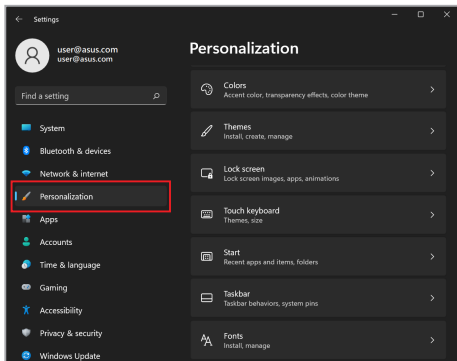 Settings
user@asus.com
user@asus.com
Find a setting
System
Bluetooth & devices
Network & internet
Personalization
Apps
Accounts
Time & language
Gaming
Accessibility
Privacy & security
Windows Update
Personalization
Colors
Accent color, transparency effects, color theme
Themes
Install, create, manage
Lock screen
Lock screen images, apps, animations
Touch keyboard
Themes, size
Start
Recent apps and items, folders
Taskbar
Taskbar behaviors, system pins
Fonts
Install, manage